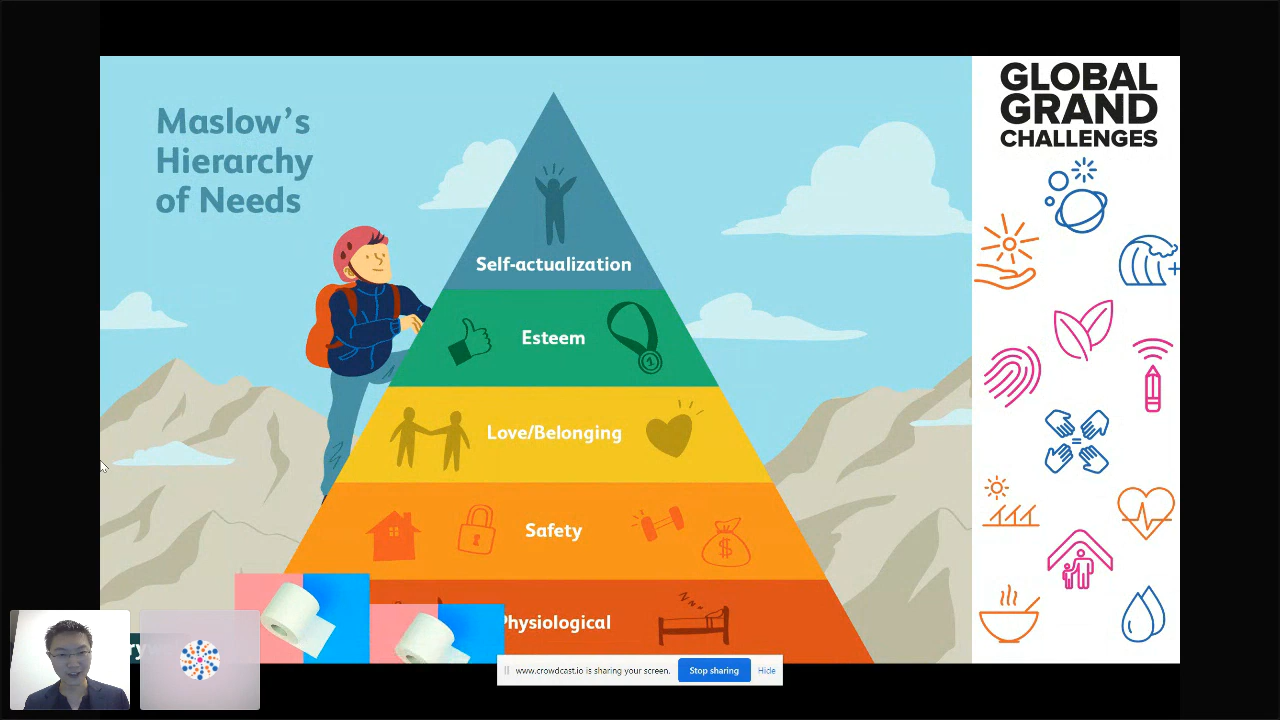 Maslow's
Hierarchy
of Needs
GLOBAL
GRAND
CHALLENGES
Self-actualization
Esteem
1
Love/Belonging
Safety
$
Physiological
www.crowdcast.io is sharing your screen.
Stop sharing
Hide